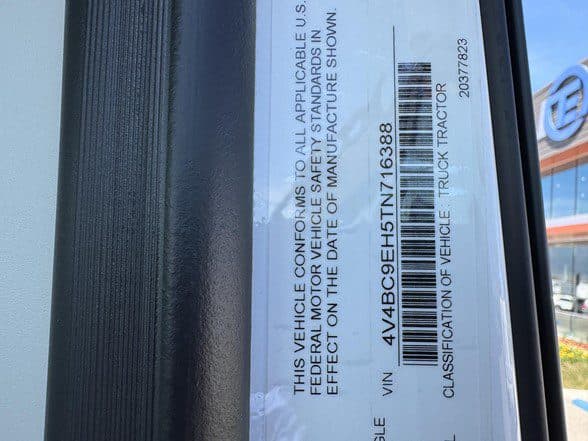 THIS VEHICLE CONFORMS TO ALL APPLICABLE U.S.
FEDERAL MOTOR VEHICLE SAFETY STANDARDS IN
EFFECT ON THE DATE OF MANUFACTURE SHOWN.
GLE VIN 4V4BC9EH5TN716388
CLASSIFICATION OF VEHICLE TRUCK TRACTOR
20377823